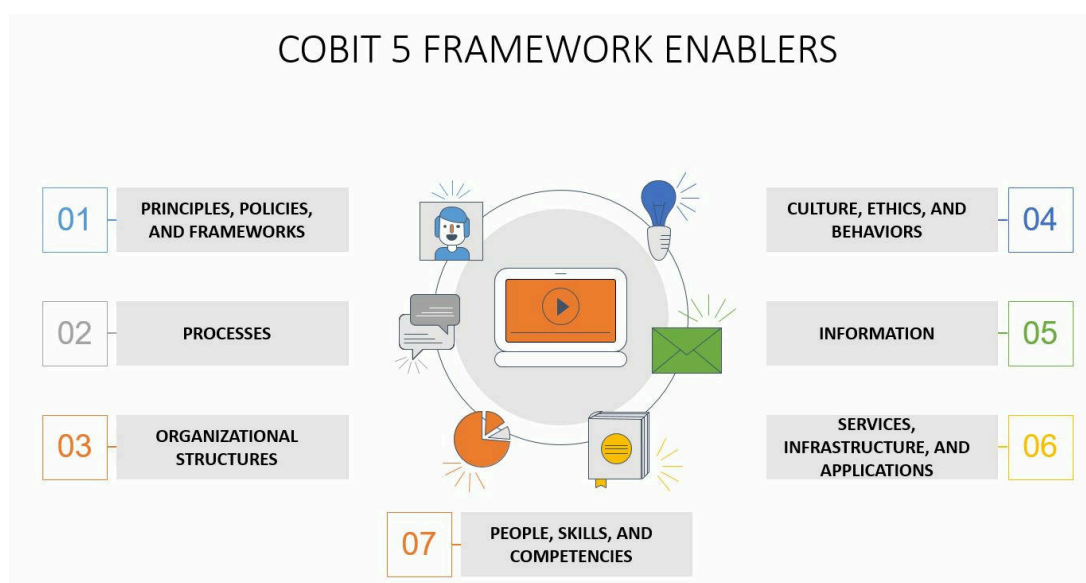 COBIT 5 FRAMEWORK ENABLERS
01
PRINCIPLES, POLICIES,
AND FRAMEWORKS
02
PROCESSES
03
ORGANIZATIONAL
STRUCTURES
CULTURE, ETHICS, AND
BEHAVIORS
04
INFORMATION
05
SERVICES,
INFRASTRUCTURE, AND
APPLICATIONS
06
07
PEOPLE, SKILLS, AND
COMPETENCIES